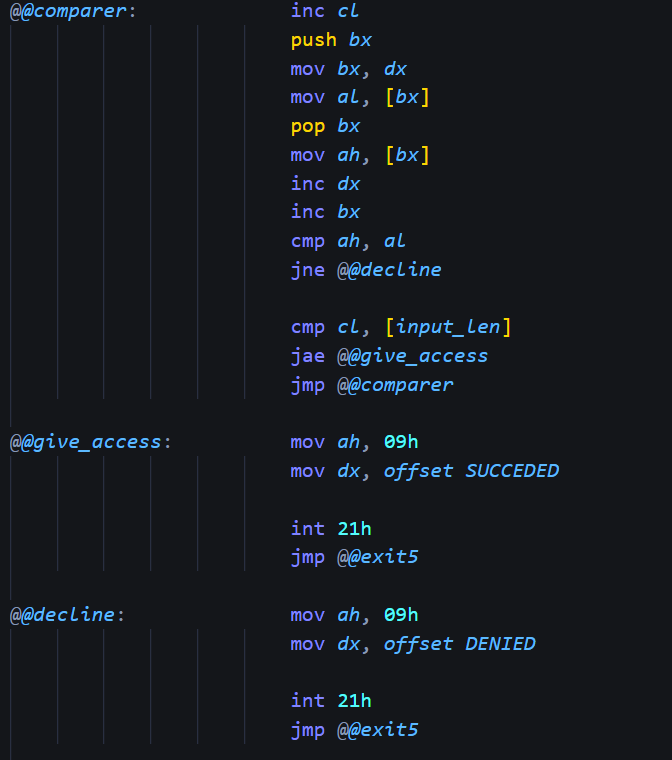 @@comparer: inc cl
push bx
mov bx, dx
mov al, [bx]
pop bx
mov ah, [bx]
inc dx
inc bx
cmp ah, al
jne @@decline
cmp cl, [input_len]
jae @@give_access
jmp @@comparer
@@give_access: mov ah, 09h
mov dx, offset SUCCEDED
int 21h
jmp @@exit5
@@decline: mov ah, 09h
mov dx, offset DENIED
int 21h
jmp @@exit5